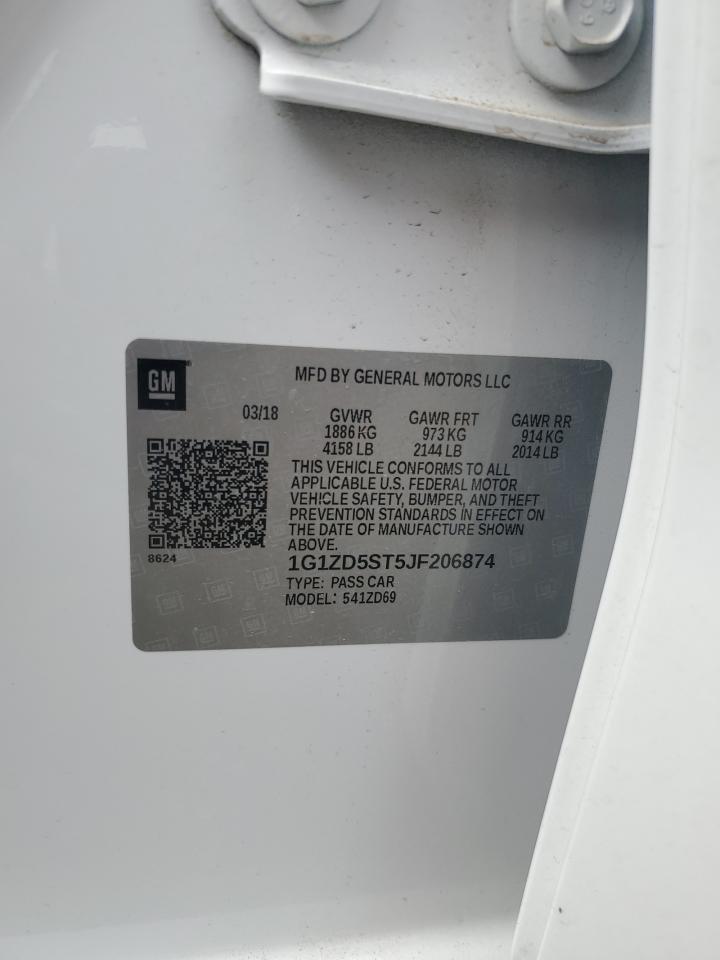 GM
MFD BY GENERAL MOTORS LLC
03/18 GVWR GAWR FRT GAWR RR
1886 KG 973 KG 914 KG
4158 LB 2144 LB 2014 LB
THIS VEHICLE CONFORMS TO ALL
APPLICABLE U.S. FEDERAL MOTOR
VEHICLE SAFETY, BUMPER, AND THEFT
PREVENTION STANDARDS IN EFFECT ON
THE DATE OF MANUFACTURE SHOWN
ABOVE.
8624
1G1ZD5ST5JF206874
TYPE: PASS CAR
MODEL: 541ZD69